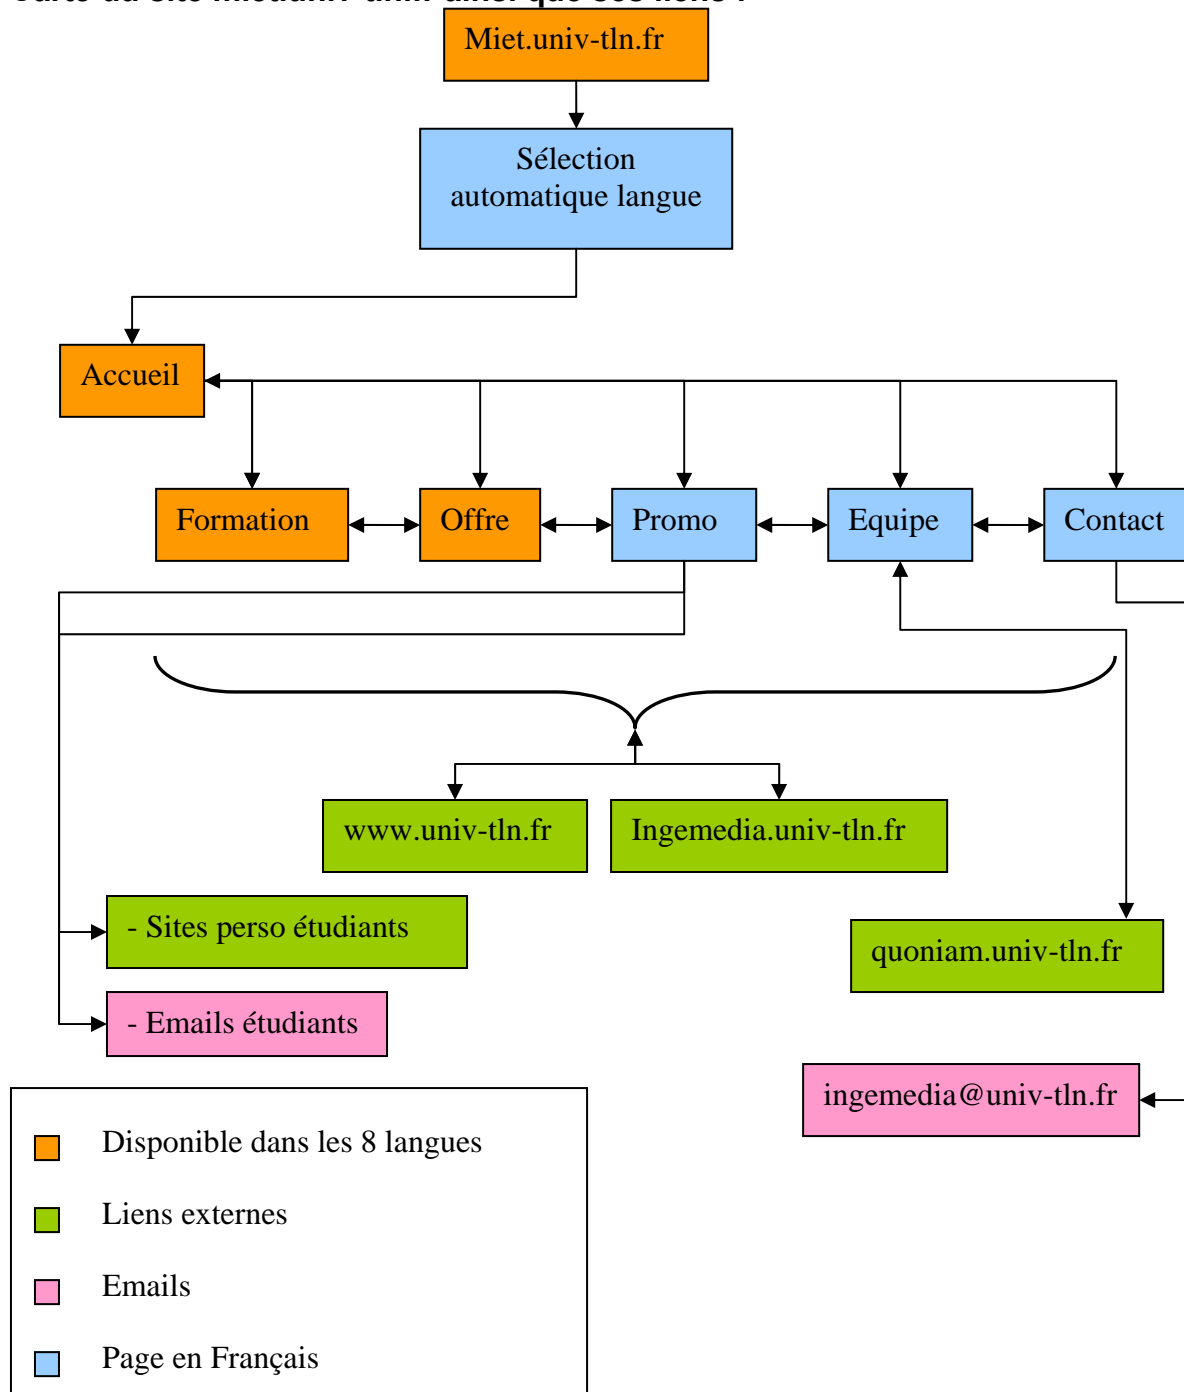 Miet.univ-tln.fr
Sélection
automatique langue
Accueil
Formation
Offre
Promo
Equipe
Contact
www.univ-tln.fr
Ingemedia.univ-tln.fr
- Sites perso étudiants
quoniam.univ-tln.fr
- Emails étudiants
ingemedia@univ-tln.fr
Disponible dans les 8 langues
Liens externes
Emails
Page en Français